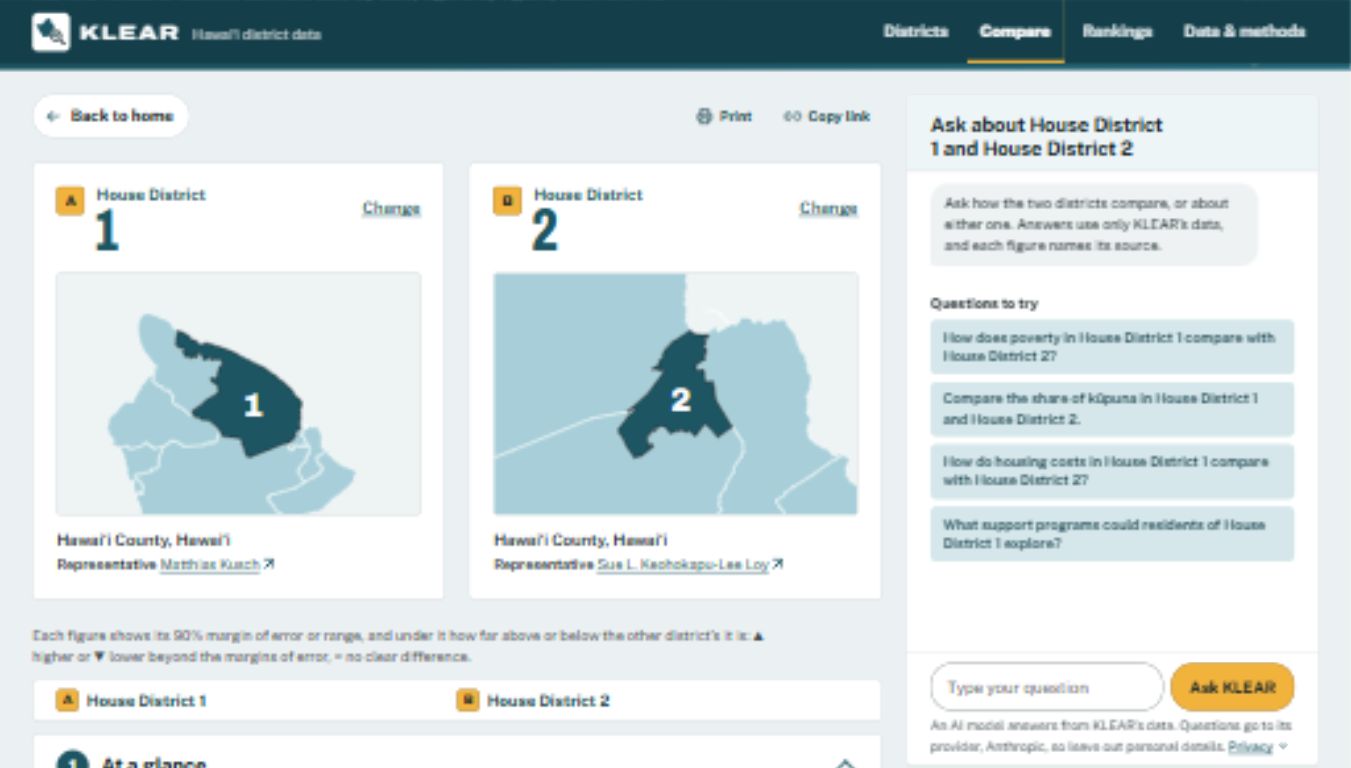 KLEAR Hawai'i district data
Districts
Compare
Rankings
Data & methods
← Back to home
Print
Copy link
A House District
1
Change
1
Hawai'i County, Hawai'i
Representative Matthias Kusch ↗
B House District
2
Change
2
Hawai'i County, Hawai'i
Representative Sue L. Keohokapu-Lee Loy ↗
Each figure shows its 90% margin of error or range, and under it how far above or below the other district's it is: ▲
higher or ▼ lower beyond the margins of error, = no clear difference.
A House District 1
B House District 2
1 At a glance
Ask about House District
1 and House District 2
Ask how the two districts compare, or about
either one. Answers use only KLEAR's data,
and each figure names its source.
Questions to try
How does poverty in House District 1 compare with
House District 2?
Compare the share of kūpuna in House District 1
and House District 2.
How do housing costs in House District 1 compare
with House District 2?
What support programs could residents of House
District 1 explore?
Type your question
Ask KLEAR
An AI model answers from KLEAR's data. Questions go to its
provider, Anthropic, so leave out personal details. Privacy